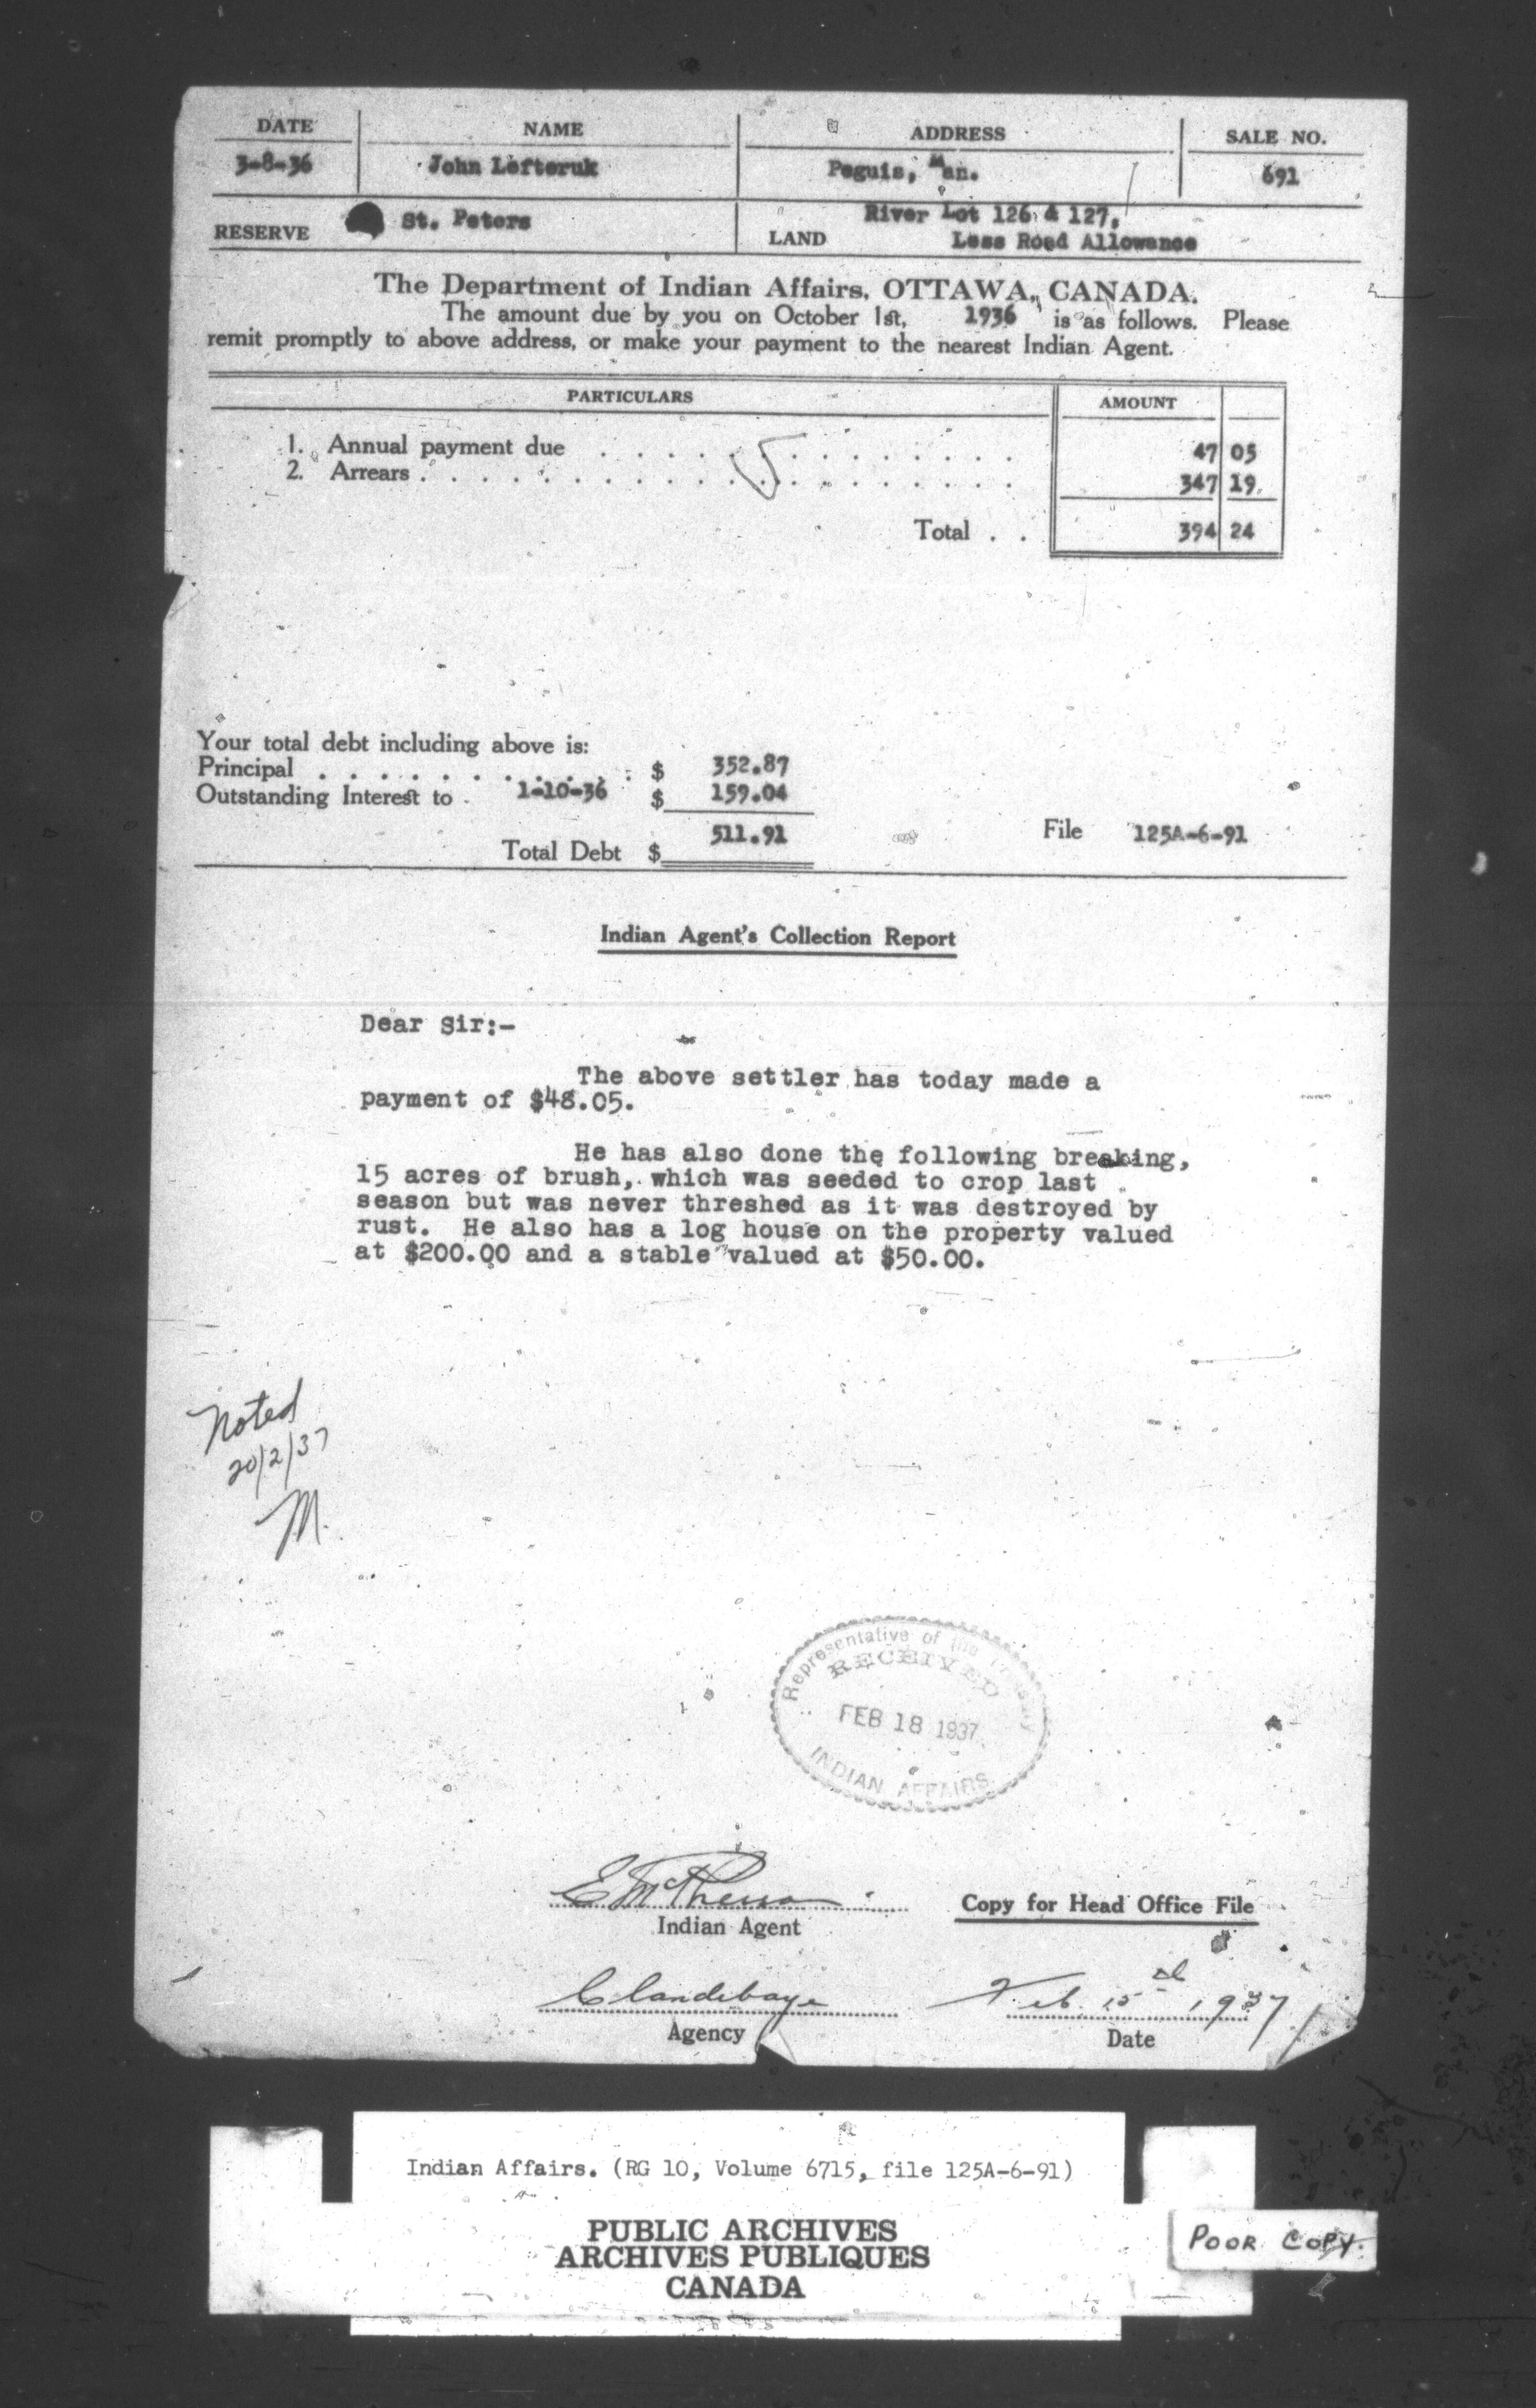 DATE NAME ADDRESS SALE NO.
3-8-36 John Lefteruk Peguis, Man. 691
RESERVE St. Peters LAND River Lot 126 & 127,
Less Road Allowance
The Department of Indian Affairs, OTTAWA, CANADA.
The amount due by you on October 1st, 1936 is as follows. Please
remit promptly to above address, or make your payment to the nearest Indian Agent.
PARTICULARS AMOUNT
1. Annual payment due . . . . . . . . . . . . . . 47 05
2. Arrears . . . . . . . . . . . . . . . . . . . 347 19
Total . . 394 24
Your total debt including above is:
Principal . . . . . . . . . . . $ 352.87
Outstanding Interest to 1-10-36 $ 159.04
Total Debt $ 511.91 File 125A-6-91
Indian Agent's Collection Report
Dear Sir:-
The above settler has today made a
payment of $48.05.
He has also done the following breaking,
15 acres of brush, which was seeded to crop last
season but was never threshed as it was destroyed by
rust. He also has a log house on the property valued
at $200.00 and a stable valued at $50.00.
Noted
20/2/37
M.
Representative of the Treasury
RECEIVED
FEB 18 1937
INDIAN AFFAIRS
Indian Agent Copy for Head Office File
Clandeboye Feb. 15 1937
Agency Date
Indian Affairs. (RG 10, Volume 6715, file 125A-6-91)
PUBLIC ARCHIVES
ARCHIVES PUBLIQUES
CANADA
POOR COPY.